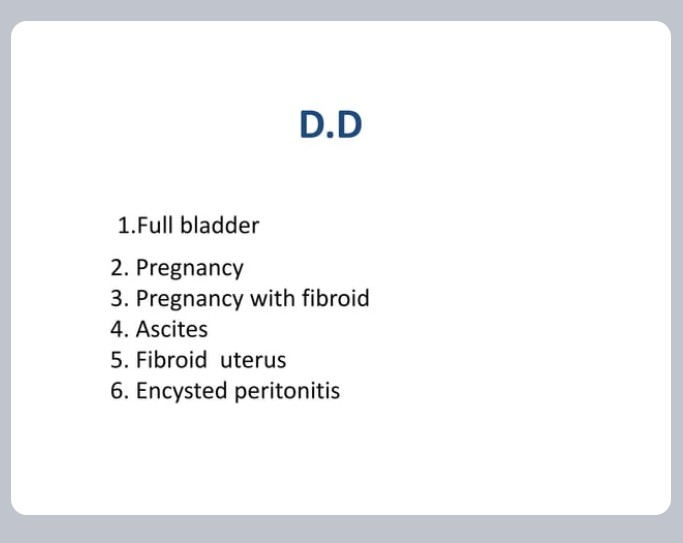 D.D
1.Full bladder
2. Pregnancy
3. Pregnancy with fibroid
4. Ascites
5. Fibroid  uterus
6. Encysted peritonitis